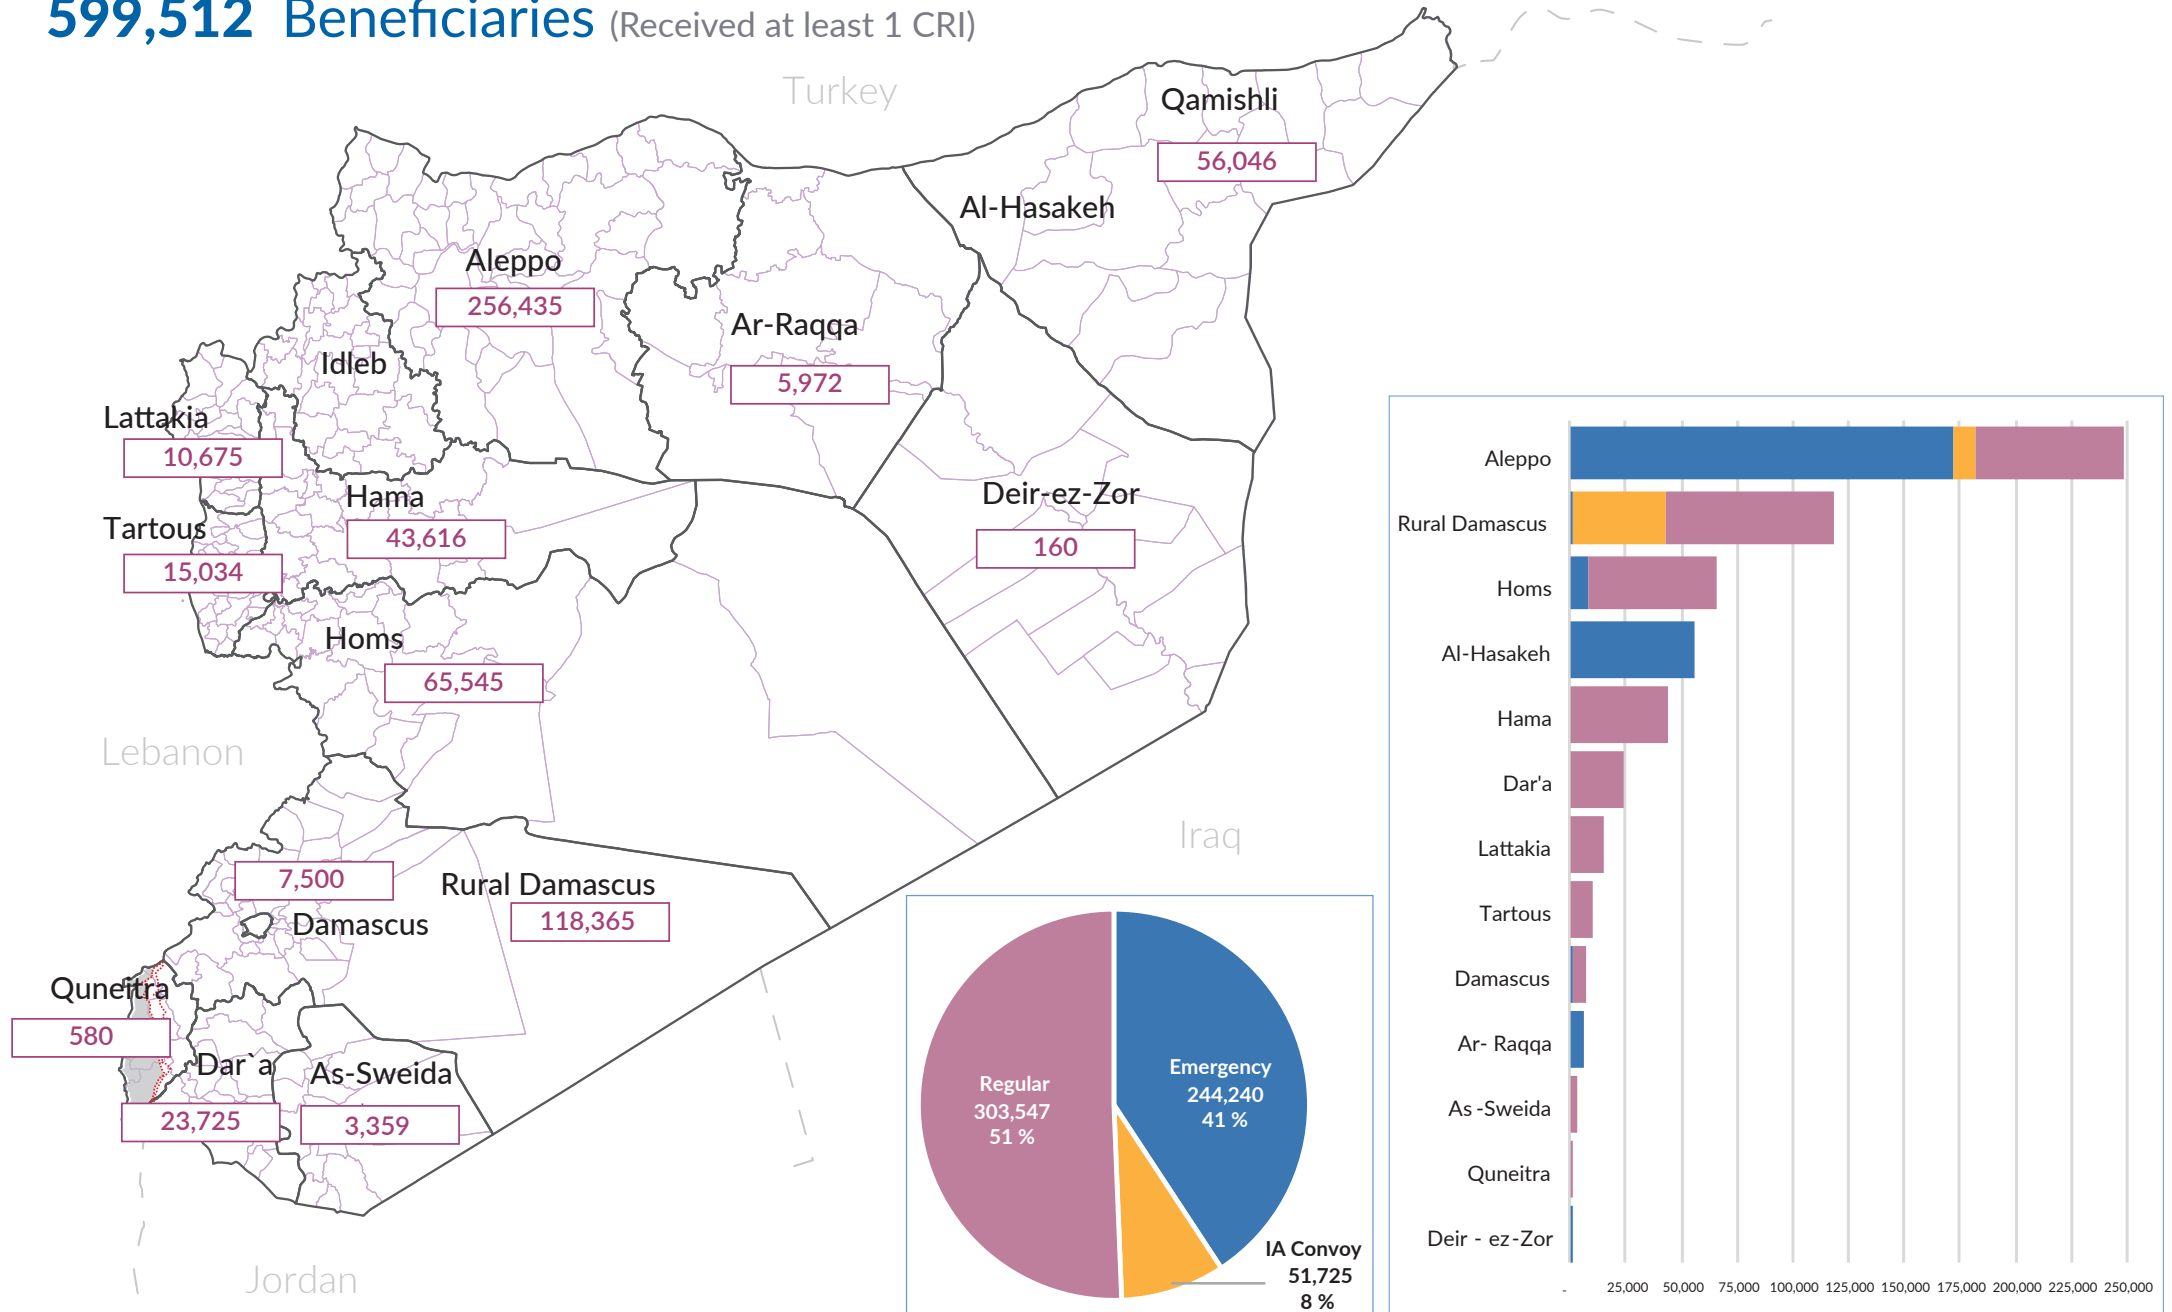 599,512 Beneficiaries (Received at least 1 CRI)
Turkey
Qamishli
56,046
Al-Hasakeh
Aleppo
256,435
Ar-Raqqa
5,972
Idleb
Lattakia
10,675
Hama
43,616
Tartous
15,034
Deir-ez-Zor
160
Homs
65,545
Lebanon
Iraq
7,500
Rural Damascus
118,365
Damascus
Quneitra
580
Dar`a
23,725
As-Sweida
3,359
Jordan
Regular
303,547
51 %
Emergency
244,240
41 %
IA Convoy
51,725
8 %
Aleppo
Rural Damascus
Homs
Al-Hasakeh
Hama
Dar'a
Lattakia
Tartous
Damascus
Ar- Raqqa
As -Sweida
Quneitra
Deir - ez-Zor
- 25,000 50,000 75,000 100,000 125,000 150,000 175,000 200,000 225,000 250,000